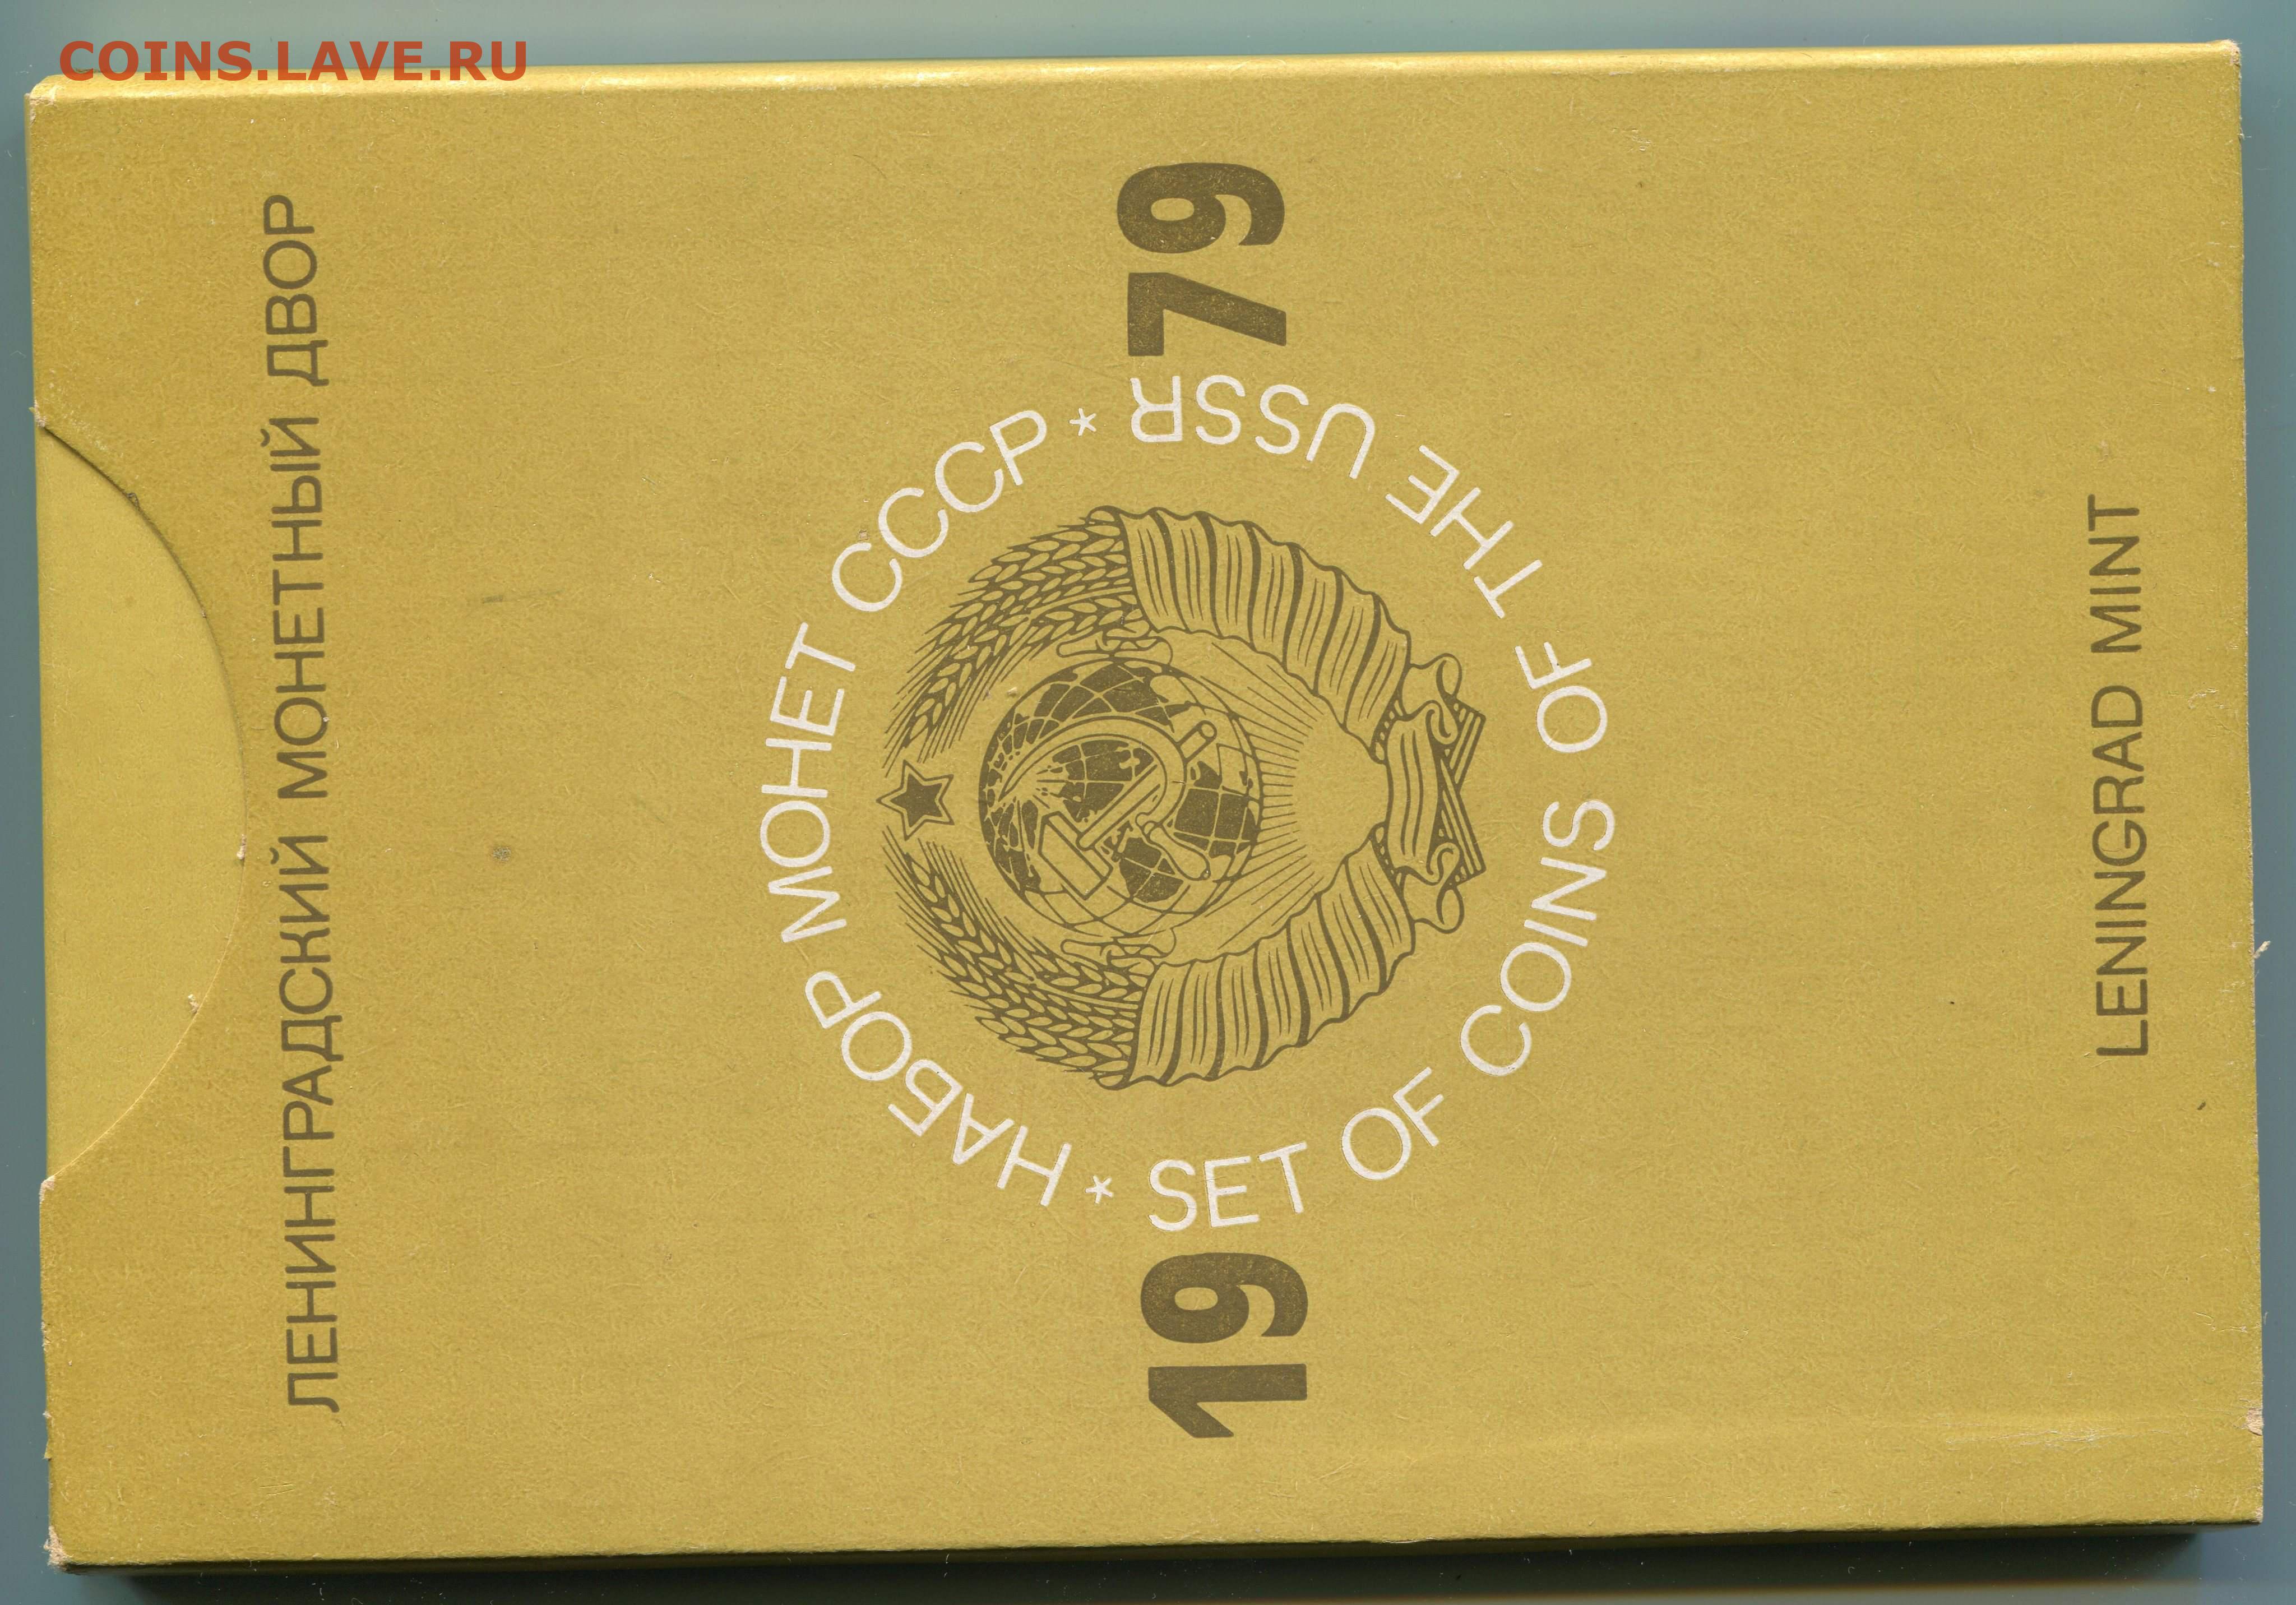 COINS.LAVE.RU
ЛЕНИНГРАДСКИЙ МОНЕТНЫЙ ДВОР
НАБОР МОНЕТ СССР
19 79
* SET OF COINS OF THE USSR *
LENINGRAD MINT